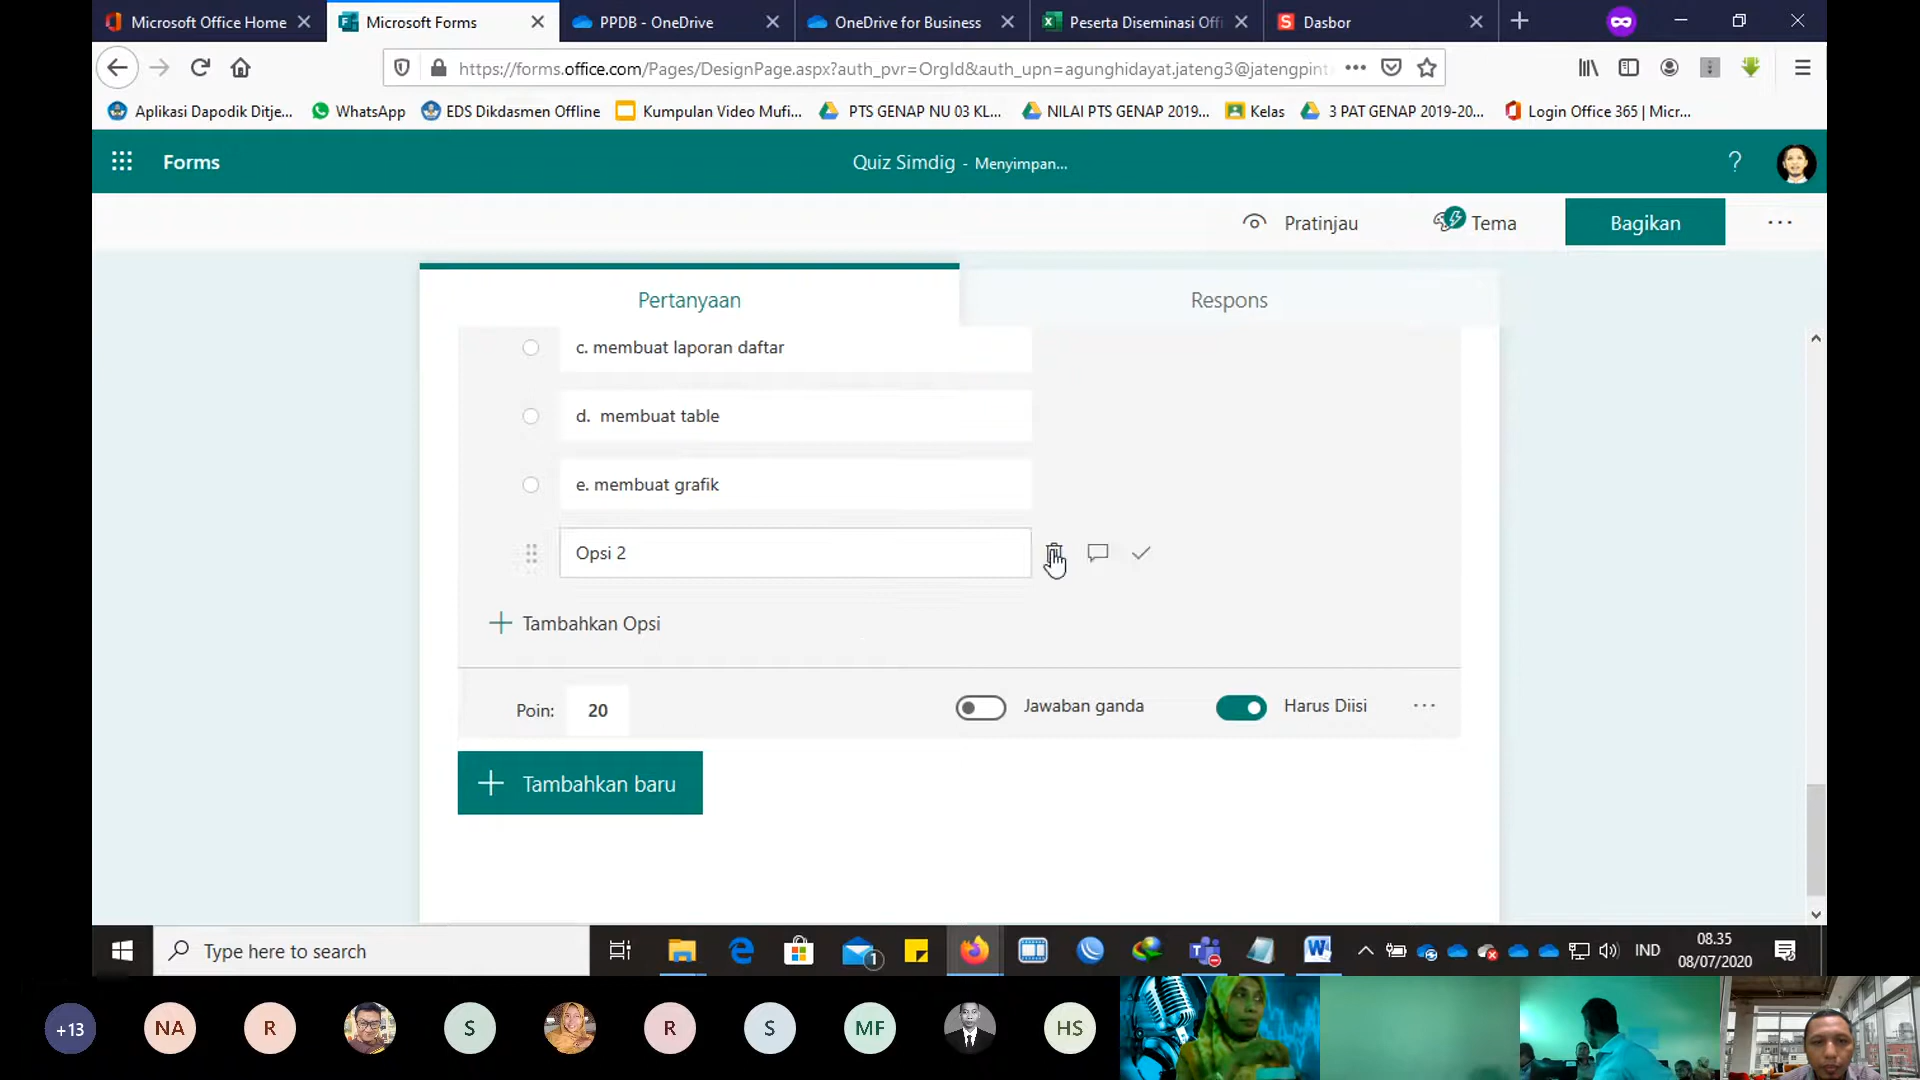 Microsoft Office Home
Microsoft Forms
PPDB - OneDrive
OneDrive for Business
Peserta Diseminasi Offi
S Dasbor
https://forms.office.com/Pages/DesignPage.aspx?auth_pvr=OrgId&auth_upn=agunghidayat.jateng3@jatengpint
Aplikasi Dapodik Ditje...
WhatsApp
EDS Dikdasmen Offline
Kumpulan Video Mufi...
PTS GENAP NU 03 KL...
NILAI PTS GENAP 2019...
Kelas
3 PAT GENAP 2019-20...
Login Office 365 | Micr...
Forms
Quiz Simdig - Menyimpan...
?
Pratinjau
Tema
Bagikan
Pertanyaan
Respons
c. membuat laporan daftar
d. membuat table
e. membuat grafik
Opsi 2
Tambahkan Opsi
Poin: 20
Jawaban ganda
Harus Diisi
Tambahkan baru
Type here to search
1
IND
08.35
08/07/2020
+13
NA
R
S
R
S
MF
HS